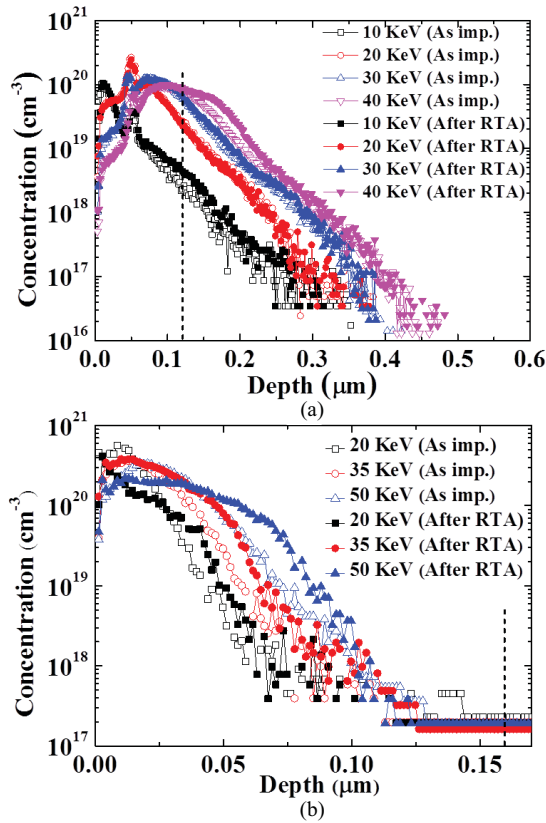 10^21
10^20
10^19
10^18
10^17
10^16
Concentration (cm^-3)
10 KeV (As imp.)
20 KeV (As imp.)
30 KeV (As imp.)
40 KeV (As imp.)
10 KeV (After RTA)
20 KeV (After RTA)
30 KeV (After RTA)
40 KeV (After RTA)
0.0 0.1 0.2 0.3 0.4 0.5 0.6
Depth (μm)
(a)
10^21
10^20
10^19
10^18
10^17
Concentration (cm^-3)
20 KeV (As imp.)
35 KeV (As imp.)
50 KeV (As imp.)
20 KeV (After RTA)
35 KeV (After RTA)
50 KeV (After RTA)
0.00 0.05 0.10 0.15
Depth (μm)
(b)